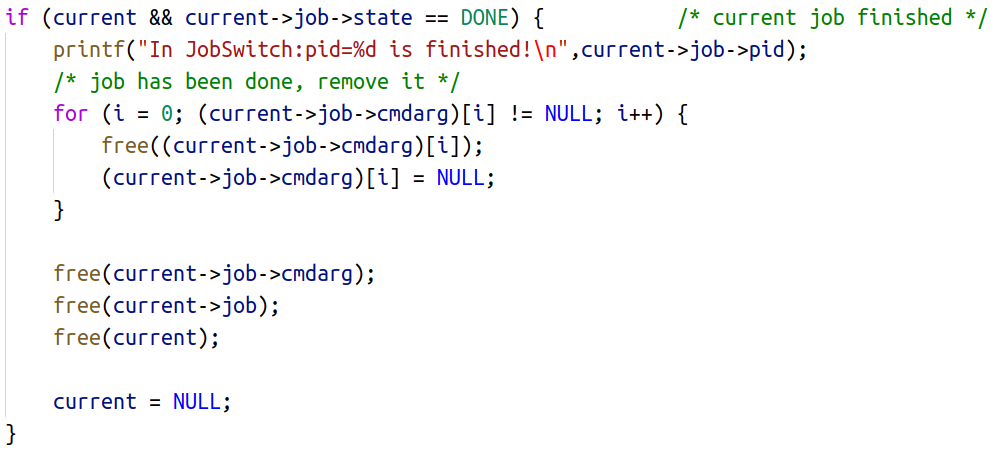 if (current && current->job->state == DONE) {           /* current job finished */
    printf("In JobSwitch:pid=%d is finished!\n",current->job->pid);
    /* job has been done, remove it */
    for (i = 0; (current->job->cmdarg)[i] != NULL; i++) {
        free((current->job->cmdarg)[i]);
        (current->job->cmdarg)[i] = NULL;
    }

    free(current->job->cmdarg);
    free(current->job);
    free(current);

    current = NULL;
}